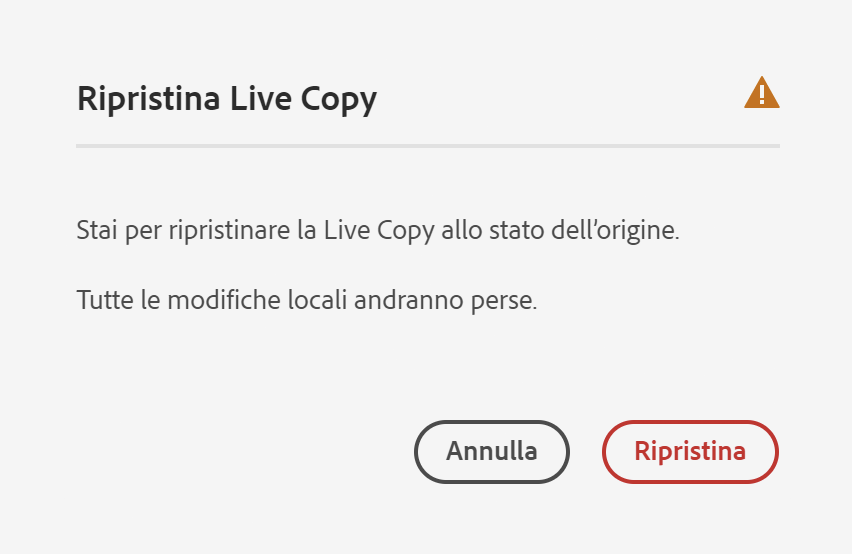 Ripristina Live Copy
Stai per ripristinare la Live Copy allo stato dell’origine.
Tutte le modifiche locali andranno perse.
Annulla
Ripristina